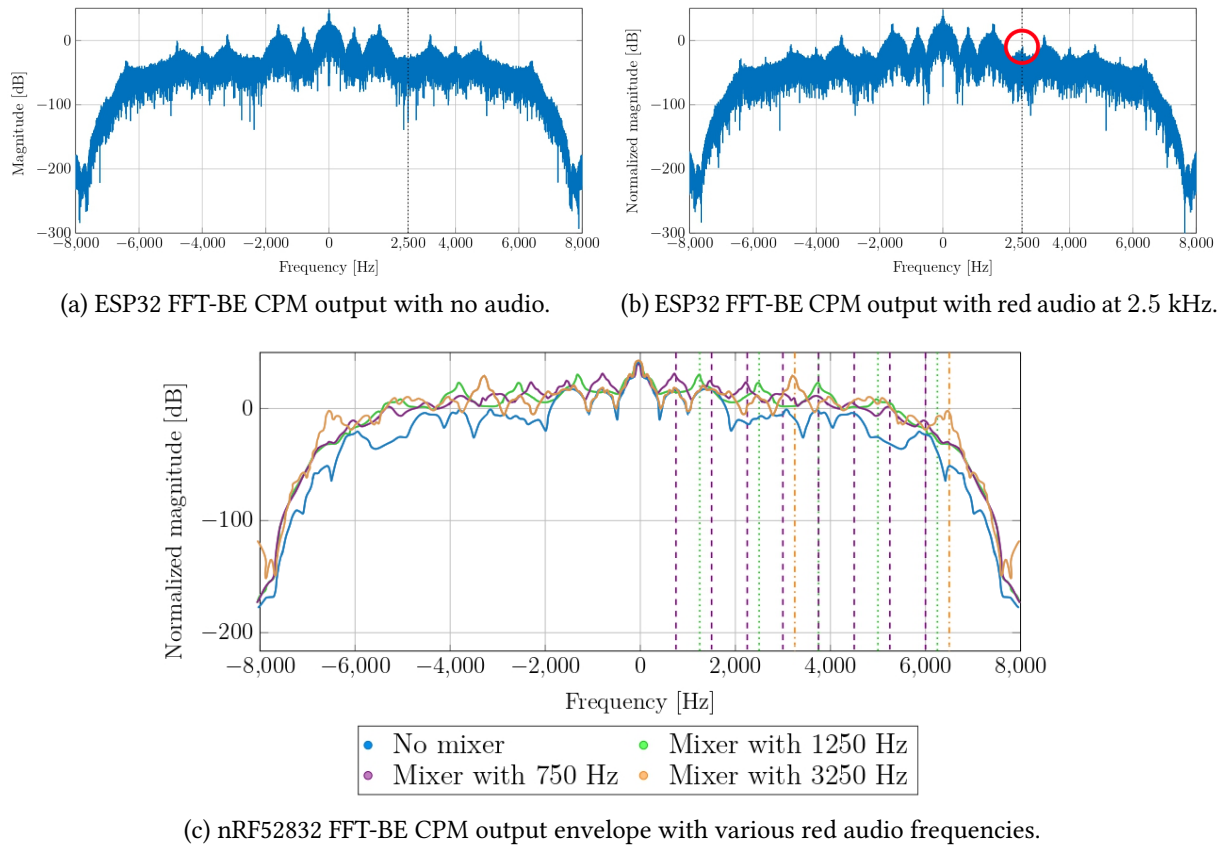 0
−100
−200
−300
Magnitude [dB]
−8,000 −6,000 −4,000 −2,000 0 2,500 4,000 6,000 8,000
Frequency [Hz]
(a) ESP32 FFT-BE CPM output with no audio.
0
−100
−200
−300
Normalized magnitude [dB]
−8,000 −6,000 −4,000 −2,000 0 2,500 4,000 6,000 8,000
Frequency [Hz]
(b) ESP32 FFT-BE CPM output with red audio at 2.5 kHz.
0
−100
−200
Normalized magnitude [dB]
−8,000 −6,000 −4,000 −2,000 0 2,000 4,000 6,000 8,000
Frequency [Hz]
No mixer
Mixer with 1250 Hz
Mixer with 750 Hz
Mixer with 3250 Hz
(c) nRF52832 FFT-BE CPM output envelope with various red audio frequencies.